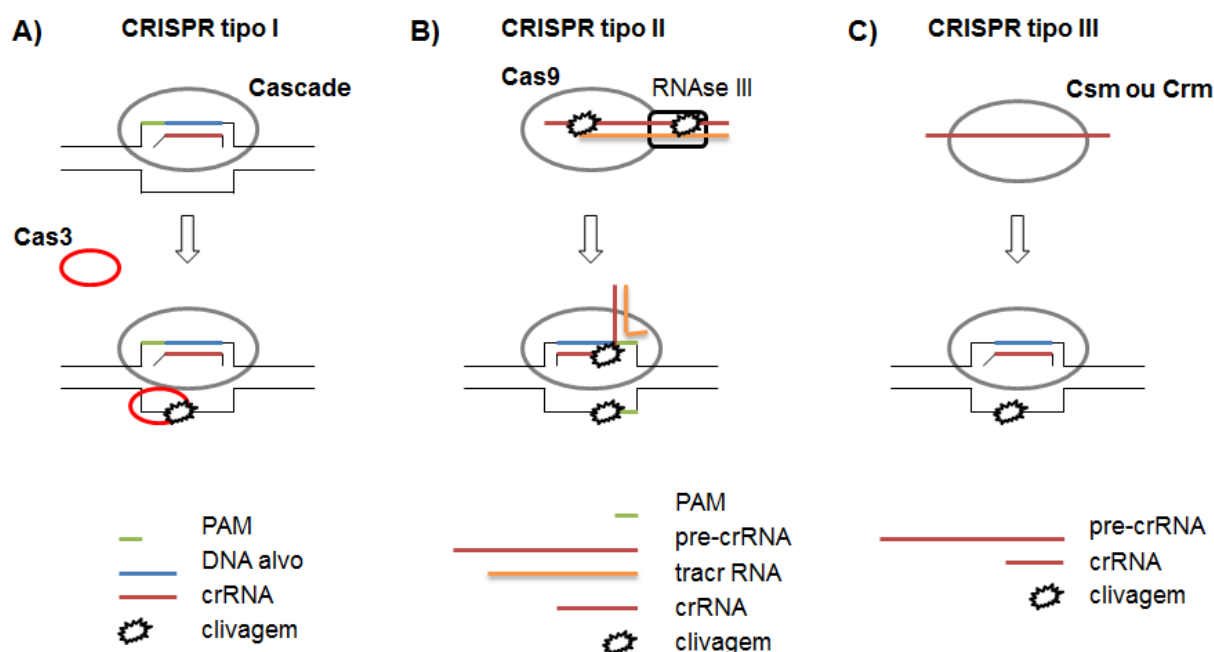 A) CRISPR tipo I
Cascade
Cas3
PAM
DNA alvo
crRNA
clivagem
B) CRISPR tipo II
Cas9
RNAse III
PAM
pre-crRNA
tracr RNA
crRNA
clivagem
C) CRISPR tipo III
Csm ou Crm
pre-crRNA
crRNA
clivagem